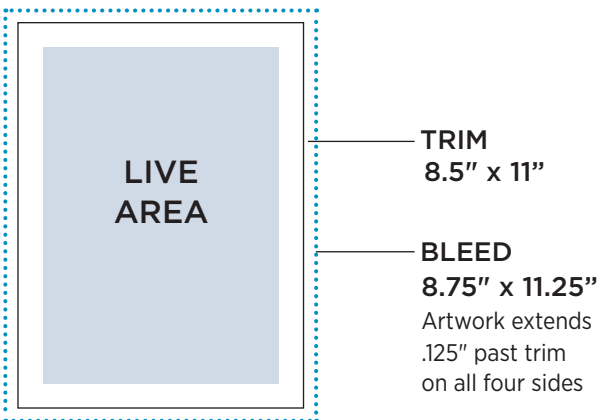 LIVE
AREA
TRIM
8.5" x 11”
BLEED
8.75" x 11.25”
Artwork extends
.125" past trim
on all four sides